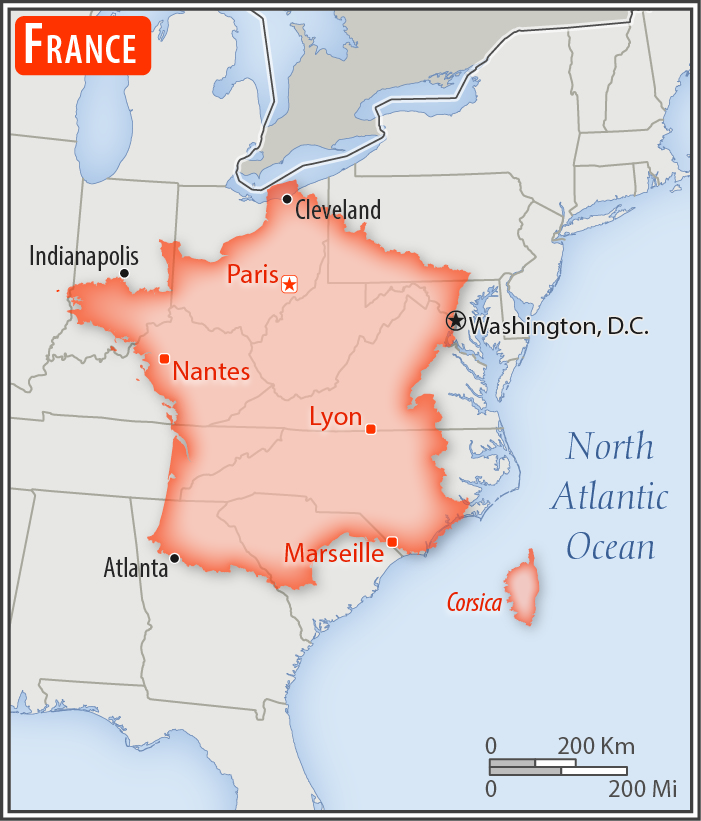 FRANCE
Cleveland
Indianapolis
Paris
Washington, D.C.
Nantes
Lyon
North
Atlantic
Ocean
Marseille
Atlanta
Corsica
0 200 Km
0 200 Mi